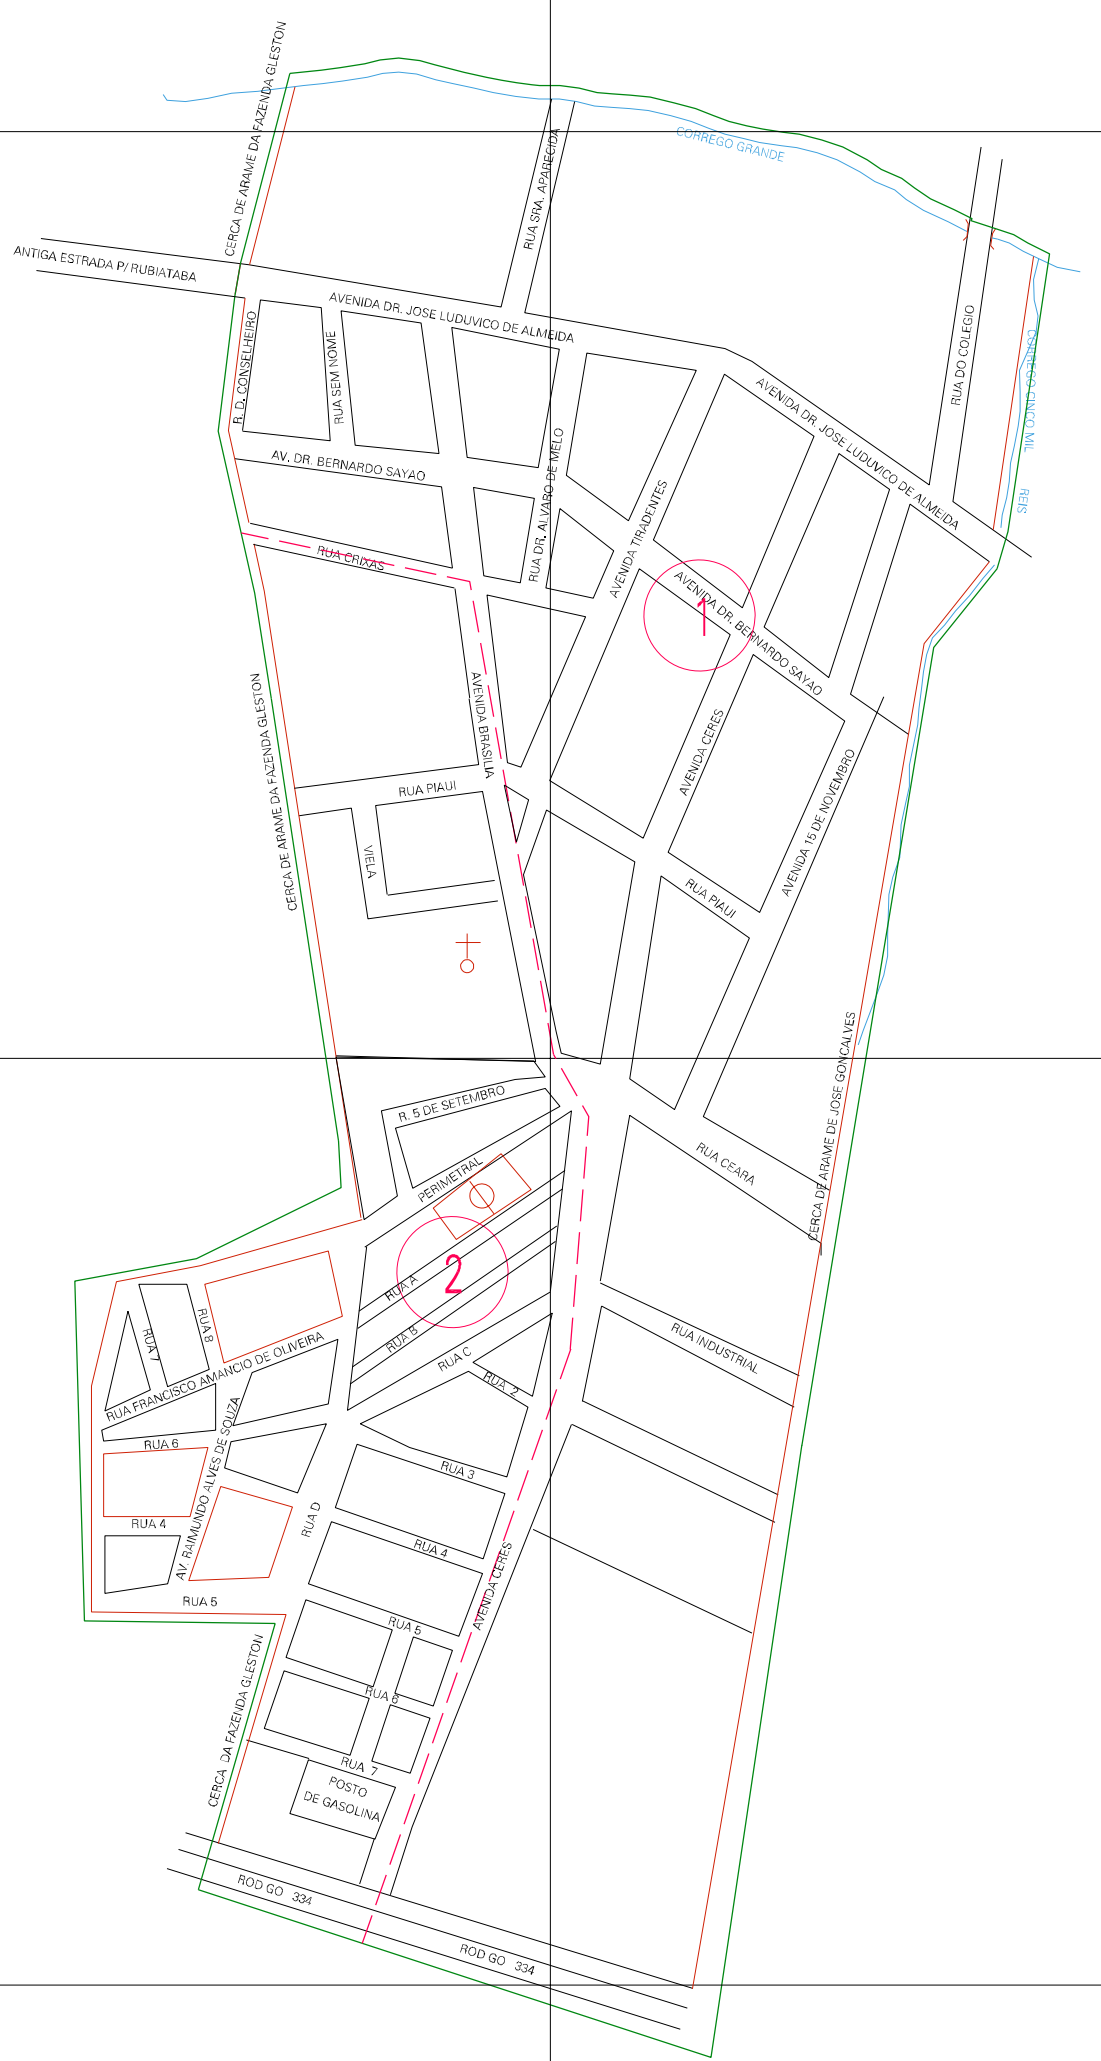 CERCA DE ARAME DA FAZENDA GLESTON
CORREGO GRANDE
RUA SRA. APARECIDA
ANTIGA ESTRADA P/ RUBIATABA
AVENIDA DR. JOSE LUDUVICO DE ALMEIDA
R. D. CONSELHEIRO
RUA SEM NOME
RUA DO COLEGIO
CORREGO CINCO MIL
REIS
AVENIDA DR. JOSE LUDUVICO DE ALMEIDA
AV. DR. BERNARDO SAYAO
RUA DR. ALVARO DE MELO
AVENIDA TIRADENTES
RUA CRIXAS
1
AVENIDA DR. BERNARDO SAYAO
CERCA DE ARAME DA FAZENDA GLESTON
AVENIDA BRASILIA
AVENIDA CERES
AVENIDA 15 DE NOVEMBRO
RUA PIAUI
VIELA
RUA PIAUI
CERCA DE ARAME DE JOSE GONCALVES
R. 5 DE SETEMBRO
PERIMETRAL
RUA CEARA
2
RUA A
RUA B
RUA C
RUA 2
RUA INDUSTRIAL
RUA 7
RUA 8
RUA FRANCISCO AMANCIO DE OLIVEIRA
RUA 6
AV. RAIMUNDO ALVES DE SOUZA
RUA 3
RUA 4
RUA D
RUA 4
AVENIDA CERES
RUA 5
RUA 5
CERCA DA FAZENDA GLESTON
RUA 6
RUA 7
POSTO
DE GASOLINA
ROD GO 334
ROD GO 334